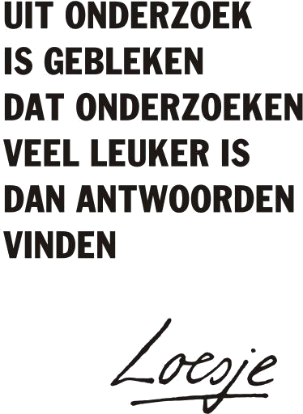 UIT ONDERZOEK
IS GEBLEKEN
DAT ONDERZOEKEN
VEEL LEUKER IS
DAN ANTWOORDEN
VINDEN
Loesje